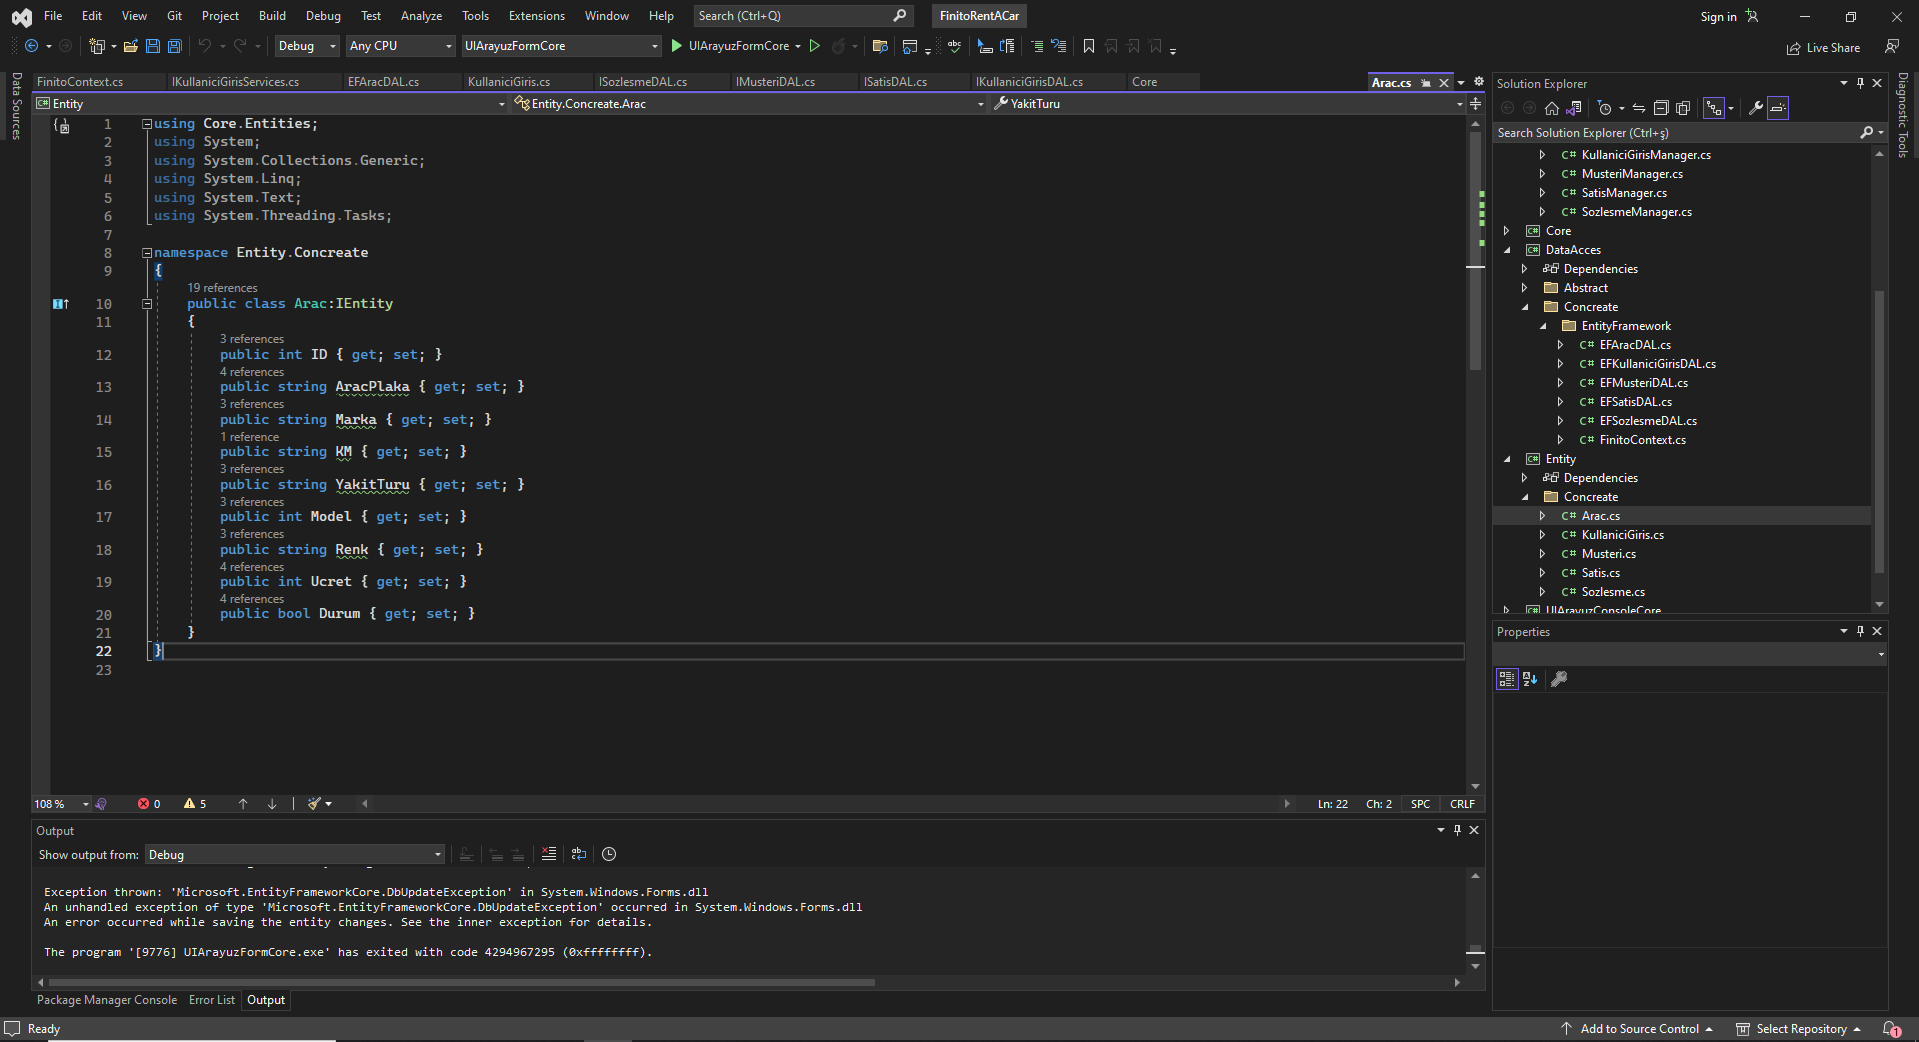 File Edit View Git Project Build Debug Test Analyze Tools Extensions Window Help Search (Ctrl+Q) FinitoRentACar Sign in
Debug Any CPU UIArayuzFormCore UIArayuzFormCore Live Share
Data Sources
FinitoContext.cs IKullaniciGirisServices.cs EFAracDAL.cs KullaniciGiris.cs ISozlesmeDAL.cs IMusteriDAL.cs ISatisDAL.cs IKullaniciGirisDAL.cs Core Arac.cs
Entity Entity.Concreate.Arac YakitTuru
1 using Core.Entities;
2 using System;
3 using System.Collections.Generic;
4 using System.Linq;
5 using System.Text;
6 using System.Threading.Tasks;
7
8 namespace Entity.Concreate
9 {
19 references
10 public class Arac:IEntity
11 {
3 references
12 public int ID { get; set; }
4 references
13 public string AracPlaka { get; set; }
3 references
14 public string Marka { get; set; }
1 reference
15 public string KM { get; set; }
3 references
16 public string YakitTuru { get; set; }
3 references
17 public int Model { get; set; }
3 references
18 public string Renk { get; set; }
4 references
19 public int Ucret { get; set; }
4 references
20 public bool Durum { get; set; }
21 }
22 }
23
108 % 0 5 Ln: 22 Ch: 2 SPC CRLF
Output
Show output from: Debug
Exception thrown: 'Microsoft.EntityFrameworkCore.DbUpdateException' in System.Windows.Forms.dll
An unhandled exception of type 'Microsoft.EntityFrameworkCore.DbUpdateException' occurred in System.Windows.Forms.dll
An error occurred while saving the entity changes. See the inner exception for details.
The program '[9776] UIArayuzFormCore.exe' has exited with code 4294967295 (0xffffffff).
Package Manager Console Error List Output
Solution Explorer
Search Solution Explorer (Ctrl+ş)
C# KullaniciGirisManager.cs
C# MusteriManager.cs
C# SatisManager.cs
C# SozlesmeManager.cs
C# Core
C# DataAcces
Dependencies
Abstract
Concreate
EntityFramework
C# EFAracDAL.cs
C# EFKullaniciGirisDAL.cs
C# EFMusteriDAL.cs
C# EFSatisDAL.cs
C# EFSozlesmeDAL.cs
C# FinitoContext.cs
C# Entity
Dependencies
Concreate
C# Arac.cs
C# KullaniciGiris.cs
C# Musteri.cs
C# Satis.cs
C# Sozlesme.cs
C# UIArayuzConsoleCore
Properties
Diagnostic Tools
Ready Add to Source Control Select Repository 1